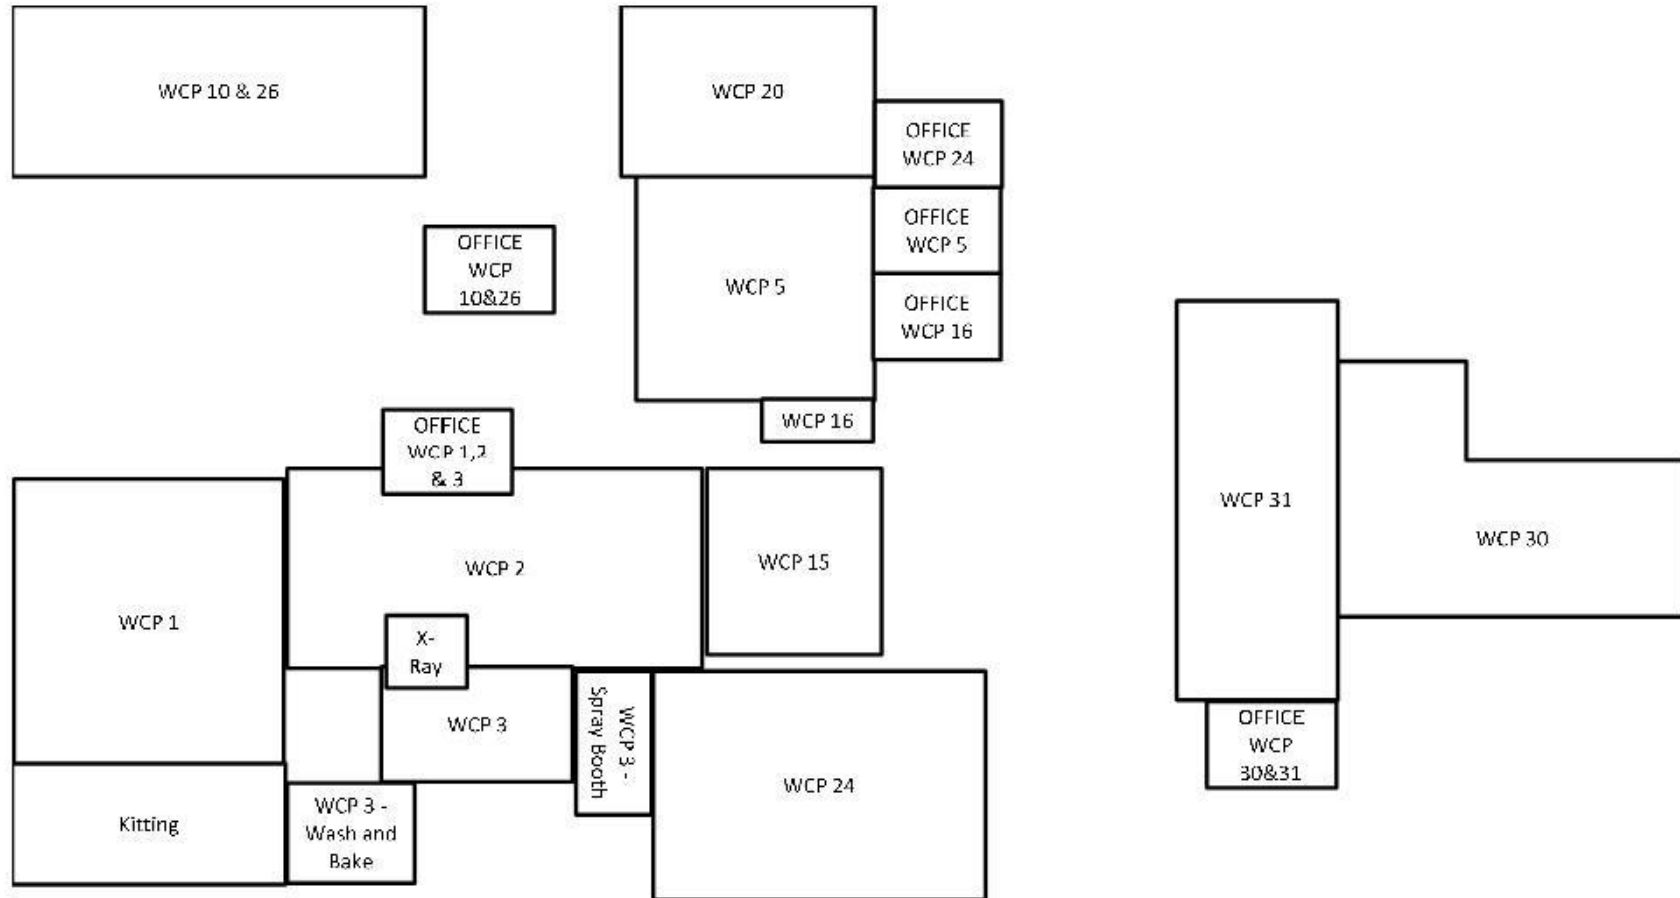 WCP 10 & 26
WCP 20
OFFICE
WCP 24
OFFICE
WCP 5
OFFICE
WCP 16
OFFICE
WCP
10&26
WCP 5
WCP 16
OFFICE
WCP 1,2
& 3
WCP 31
WCP 30
WCP 1
WCP 2
WCP 15
X-
Ray
WCP 3
WCP 3 -
Spray Booth
WCP 24
OFFICE
WCP
30&31
Kitting
WCP 3 -
Wash and
Bake